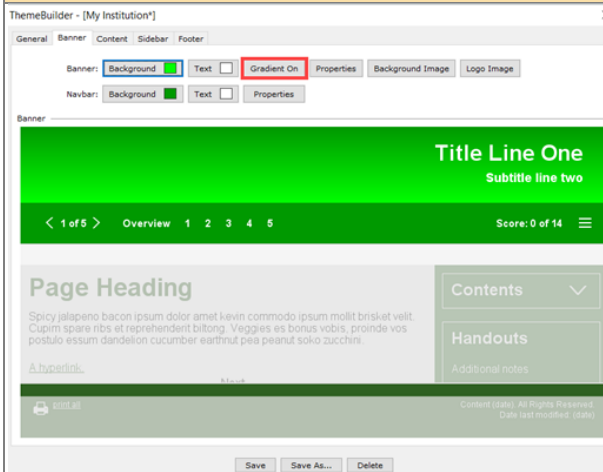 ThemeBuilder - [My Institution*]
General Banner Content Sidebar Footer
Banner: Background Text Gradient On Properties Background Image Logo Image
Navbar: Background Text Properties
Banner
Title Line One
Subtitle line two
1 of 5 Overview 1 2 3 4 5 Score: 0 of 14
Page Heading
Spicy jalapeno bacon ipsum dolor amet kevin commodo ipsum mollit brisket velit.
Cupim spare ribs et reprehenderit biltong. Veggies es bonus vobis, proinde vos
postulo essum dandelion cucumber earthnut pea peanut soko zucchini.
A hyperlink.
Next
Contents
Handouts
Additional notes
print all
Content (date). All Rights Reserved.
Date last modified: (date)
Save Save As... Delete